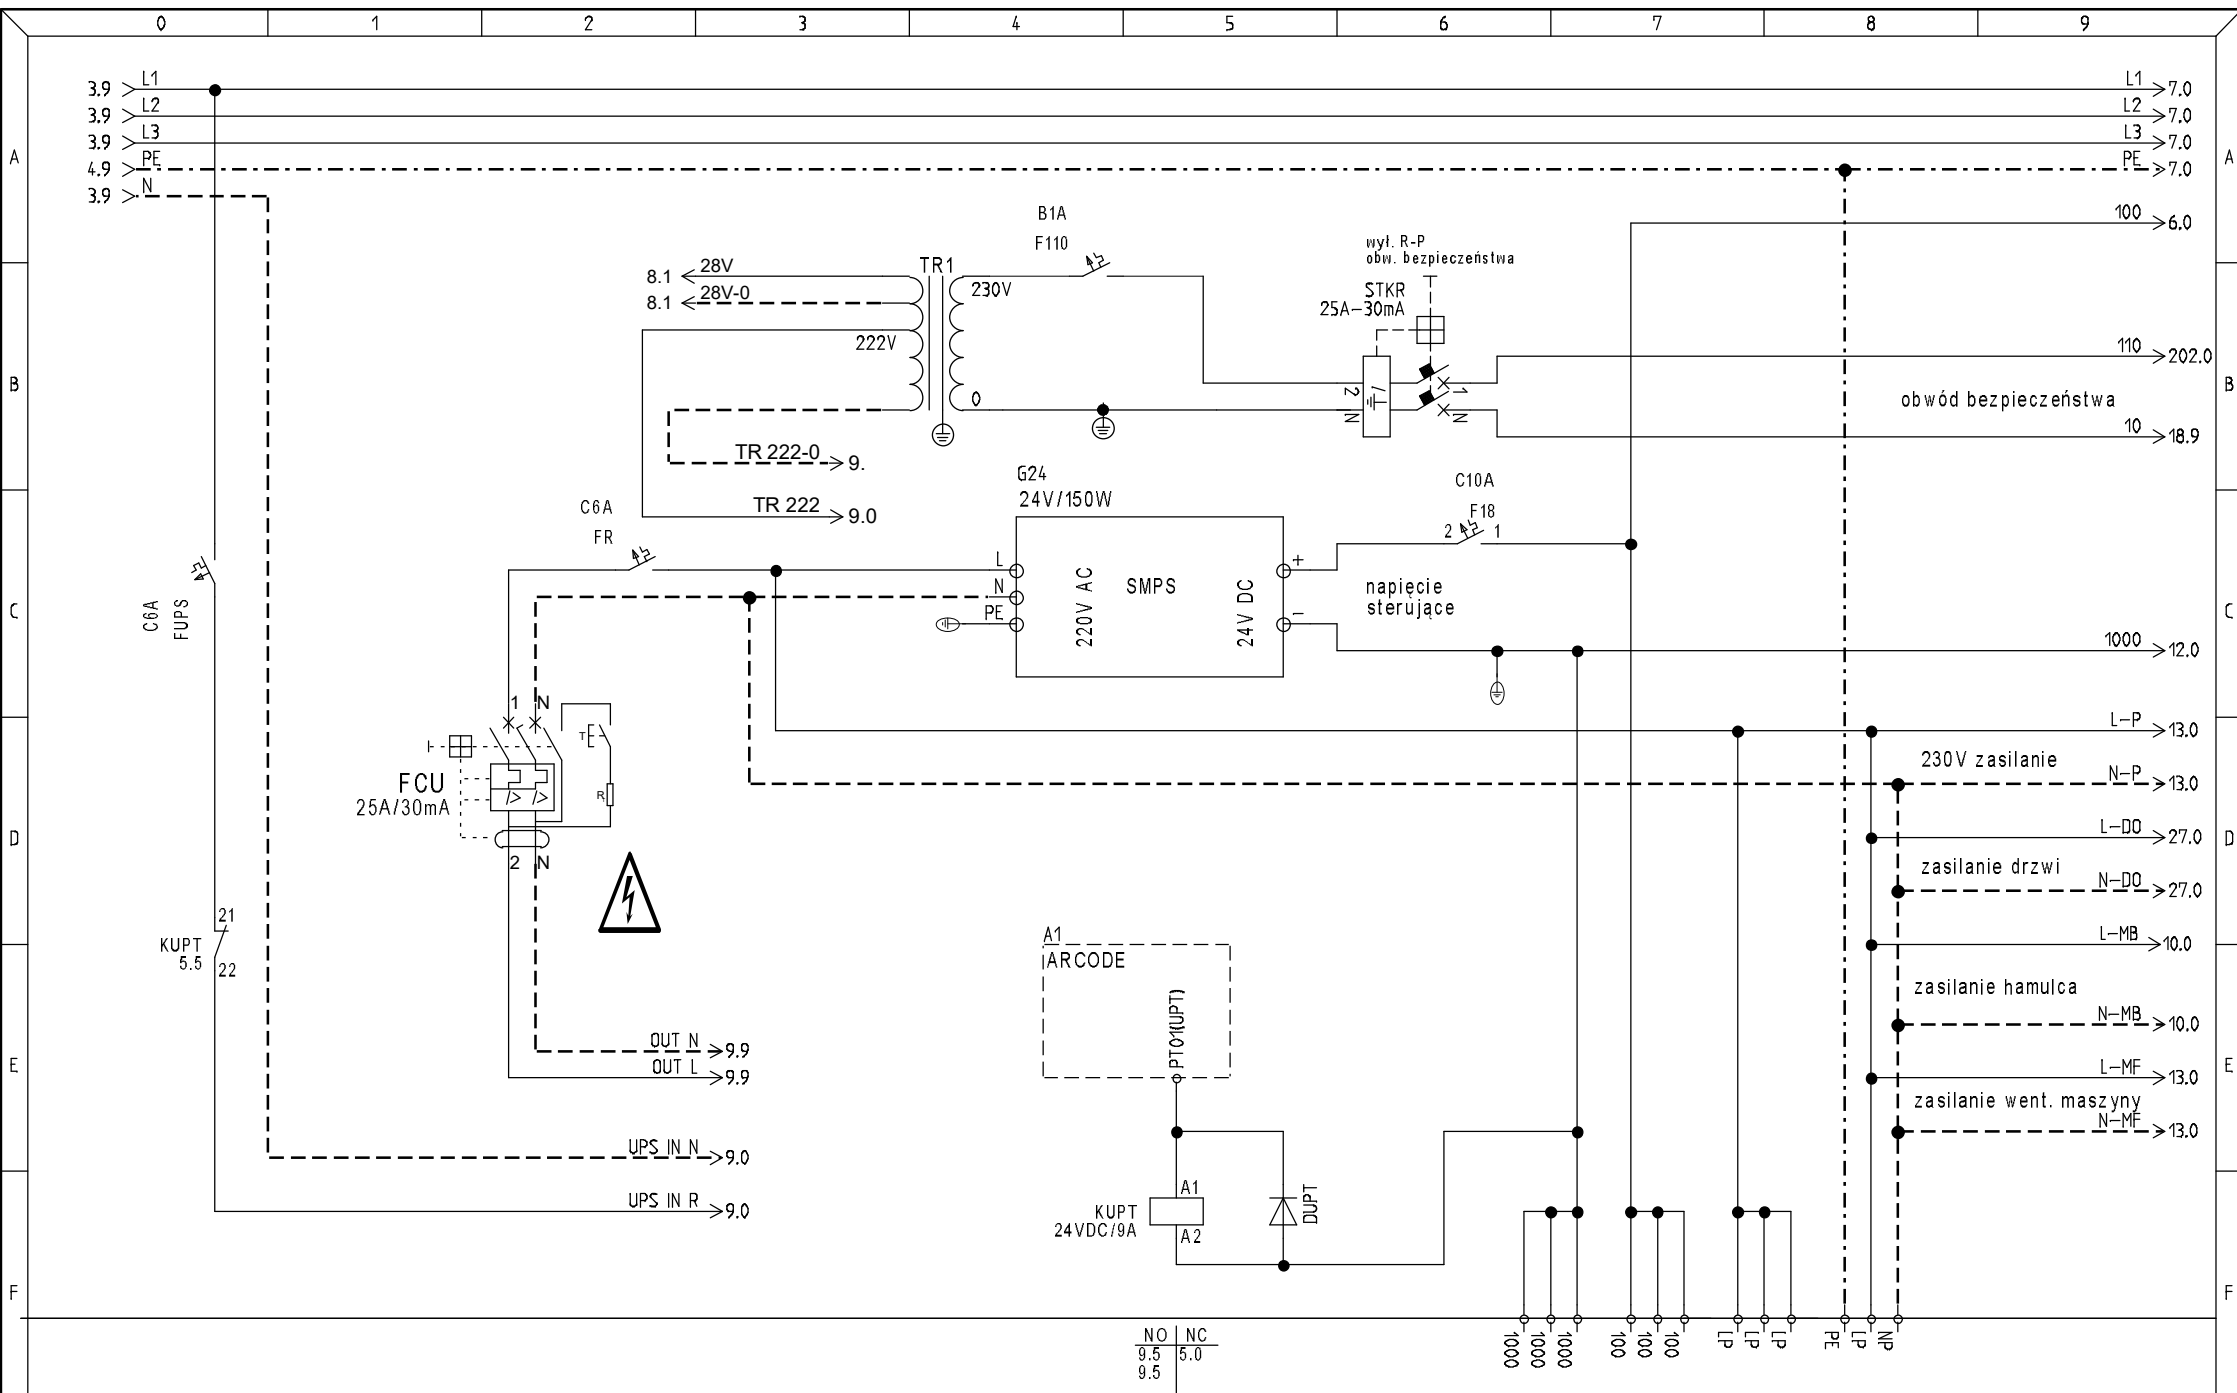 0 1 2 3 4 5 6 7 8 9
3.9 L1 L1 7.0
3.9 L2 L2 7.0
3.9 L3 L3 7.0
A 4.9 PE PE 7.0 A
3.9 N
100 6.0
B1A
F110
wył. R-P
obw. bezpieczeństwa
8.1 28V TR1 230V
8.1 28V-0
STKR
25A-30mA
222V
110 202.0
B 0 2 N 1 N B
obwód bezpieczeństwa
10 18.9
TR 222-0 9.
TR 222 9.0
G24
24V/150W
C10A
F18
2 1
C6A
FR
L
N
PE
220V AC
SMPS
24V DC
+
−
napięcie
sterujące
C C6A FUPS C
1000 12.0
1 N
FCU
25A/30mA
T
R
2 N
L-P 13.0
230V zasilanie
N-P 13.0
D L-DO 27.0 D
zasilanie drzwi
N-DO 27.0
21
KUPT
5.5
22
L-MB 10.0
A1
ARCODE
PT01(UPT)
zasilanie hamulca
N-MB 10.0
OUT N 9.9
OUT L 9.9
E L-MF 13.0 E
zasilanie went. maszyny
N-MF 13.0
UPS IN N 9.0
UPS IN R 9.0
A1
KUPT
24VDC/9A
A2
DUPT
F F
1000 1000 1000 100 100 100 LP LP LP PE LP NP
NO NC
9.5 5.0
9.5